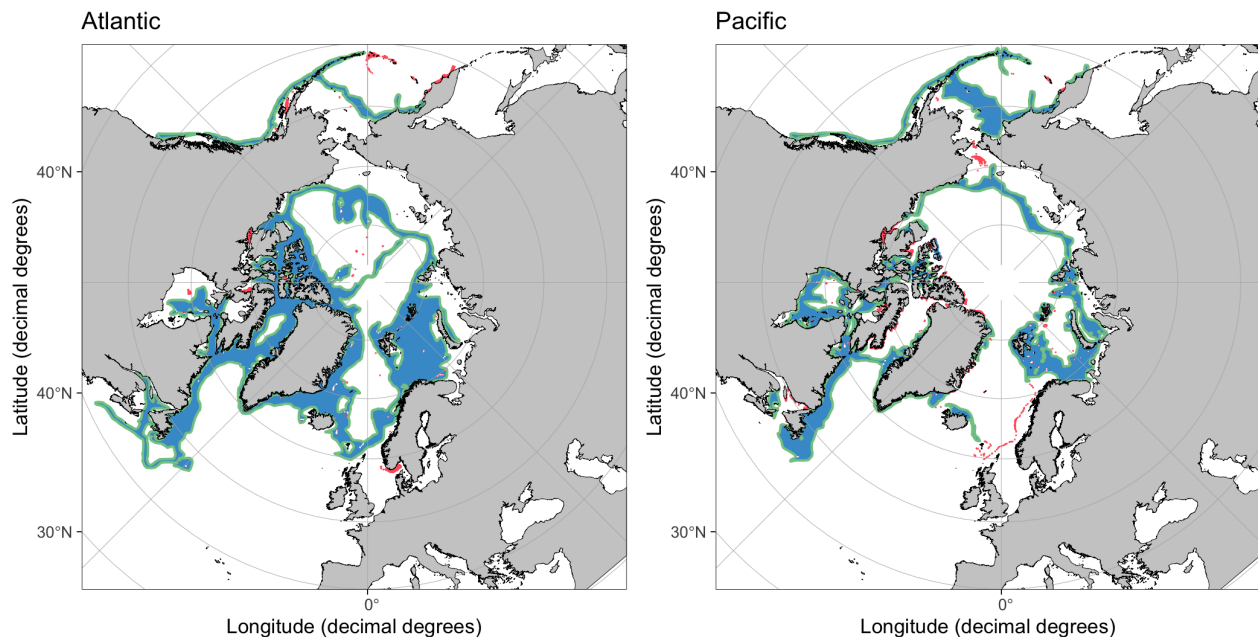 Atlantic
Pacific
40°N
40°N
30°N
Latitude (decimal degrees)
0°
Longitude (decimal degrees)
40°N
40°N
30°N
Latitude (decimal degrees)
0°
Longitude (decimal degrees)